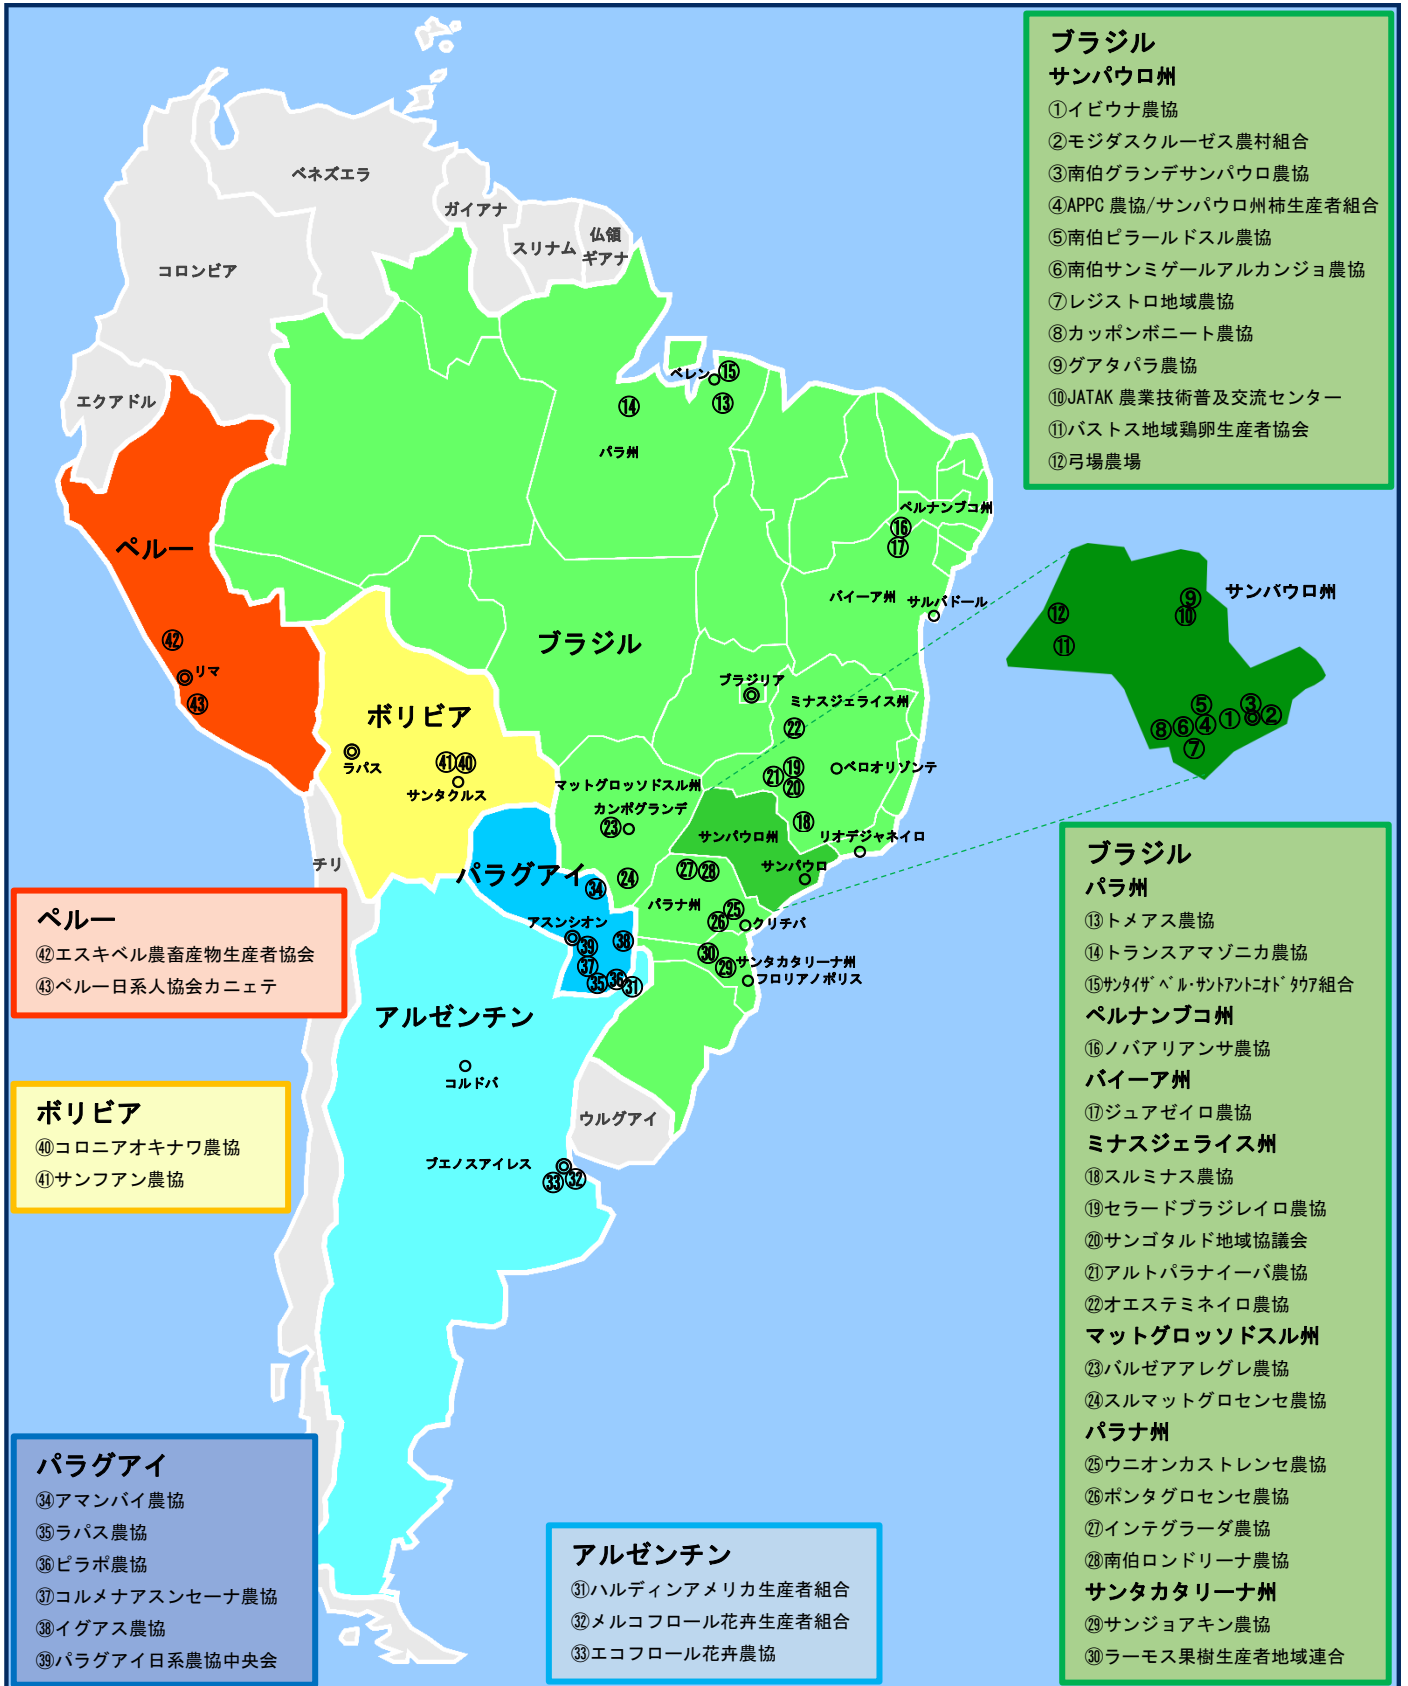 ブラジル
サンパウロ州
①イビウナ農協
②モジダスクルーゼス農村組合
③南伯グランデサンパウロ農協
④APPC 農協/サンパウロ州柿生産者組合
⑤南伯ピラールドスル農協
⑥南伯サンミゲールアルカンジョ農協
⑦レジストロ地域農協
⑧カッポンボニート農協
⑨グアタパラ農協
⑩JATAK 農業技術普及交流センター
⑪バストス地域鶏卵生産者協会
⑫弓場農場
ベネズエラ
ガイアナ
スリナム
仏領
ギアナ
コロンビア
エクアドル
ベレン
⑮
⑭
⑬
パラ州
ペルナンブコ州
⑯
⑰
ペルー
バイーア州
サルバドール
ブラジル
㊷
リマ
㊸
ブラジリア
ミナスジェライス州
㉒
ボリビア
ラパス
㊶㊵
サンタクルス
㉑
⑲
⑳
ベロオリゾンテ
マットグロッソドスル州
カンポグランデ
㉓
⑱
サンパウロ州
リオデジャネイロ
サンパウロ
チリ
パラグアイ
㉞
㉔
㉗
㉘
パラナ州
㉕
㉖
クリチバ
アスンシオン
㊴
㊳
㊲
㉟
㊱
㉛
㉚
㉙
サンタカタリーナ州
フロリアノポリス
アルゼンチン
コルドバ
ウルグアイ
ブエノスアイレス
㉝
㉜
サンパウロ州
⑨
⑩
⑫
⑪
⑤
③
⑧
⑥
④
①
②
⑦
ペルー
㊷エスキベル農畜産物生産者協会
㊸ペルー日系人協会カニェテ
ボリビア
㊵コロニアオキナワ農協
㊶サンフアン農協
パラグアイ
㉞アマンバイ農協
㉟ラパス農協
㊱ピラポ農協
㊲コルメナアスンセーナ農協
㊳イグアス農協
㊴パラグアイ日系農協中央会
アルゼンチン
㉛ハルディンアメリカ生産者組合
㉜メルコフロール花卉生産者組合
㉝エコフロール花卉農協
ブラジル
パラ州
⑬トメアス農協
⑭トランスアマゾニカ農協
⑮ｻﾝﾀｲｻﾞﾍﾞﾙ･ｻﾝﾄｱﾝﾄﾆｵﾄﾞﾀｳｱ組合
ペルナンブコ州
⑯ノバアリアンサ農協
バイーア州
⑰ジュアゼイロ農協
ミナスジェライス州
⑱スルミナス農協
⑲セラードブラジレイロ農協
⑳サンゴタルド地域協議会
㉑アルトパラナイーバ農協
㉒オエステミネイロ農協
マットグロッソドスル州
㉓バルゼアアレグレ農協
㉔スルマットグロセンセ農協
パラナ州
㉕ウニオンカストレンセ農協
㉖ポンタグロセンセ農協
㉗インテグラーダ農協
㉘南伯ロンドリーナ農協
サンタカタリーナ州
㉙サンジョアキン農協
㉚ラーモス果樹生産者地域連合